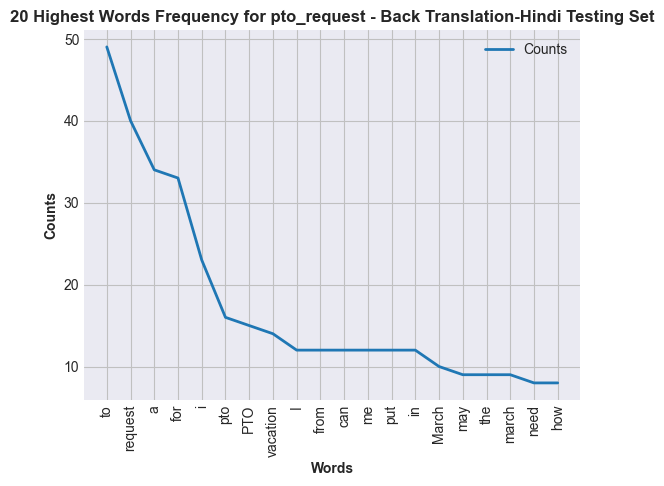 20 Highest Words Frequency for pto_request - Back Translation-Hindi Testing Set
Counts
50
40
30
20
10
Counts
to
request
a
for
i
pto
PTO
vacation
I
from
can
me
put
in
March
may
the
march
need
how
Words